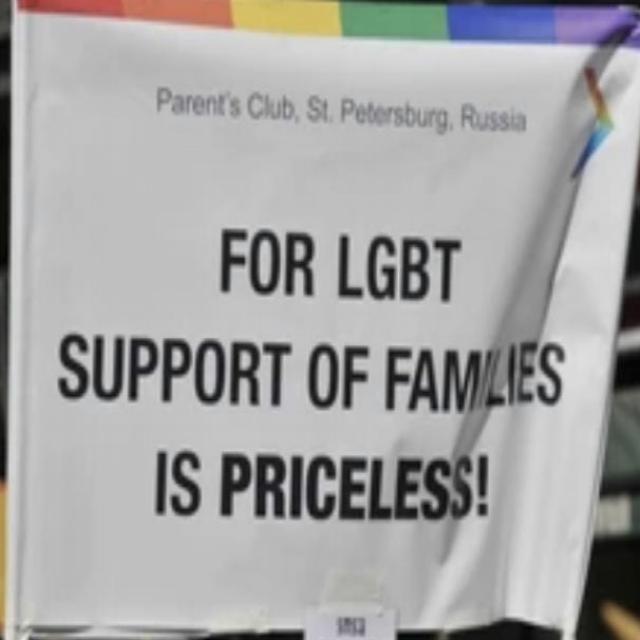 Parent's Club, St. Petersburg, Russia
FOR LGBT
SUPPORT OF FAMILIES
IS PRICELESS!